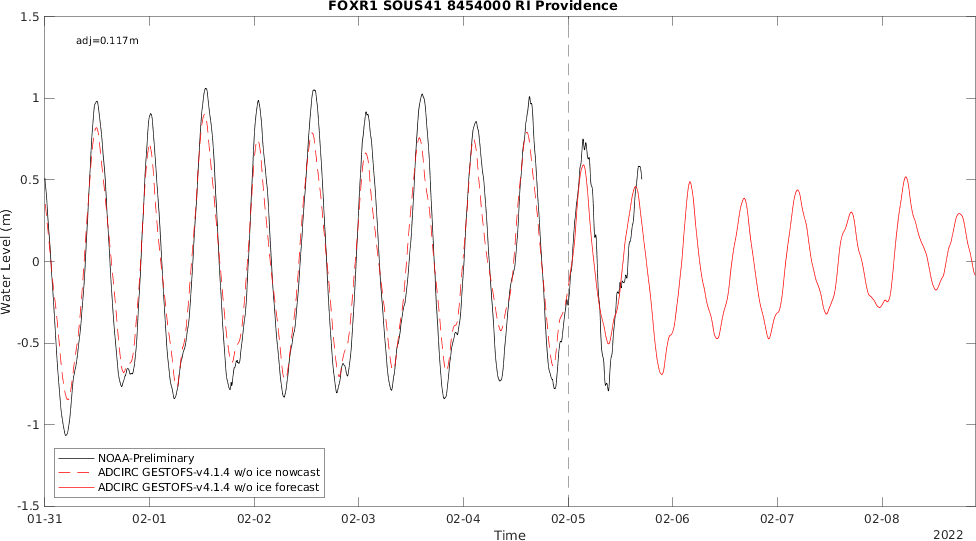 FOXR1 SOUS41 8454000 RI Providence
adj=0.117m
1.5
1
0.5
0
-0.5
-1
-1.5
Water Level (m)
NOAA-Preliminary
ADCIRC GESTOFS-v4.1.4 w/o ice nowcast
ADCIRC GESTOFS-v4.1.4 w/o ice forecast
01-31 02-01 02-02 02-03 02-04 02-05 02-06 02-07 02-08
Time
2022